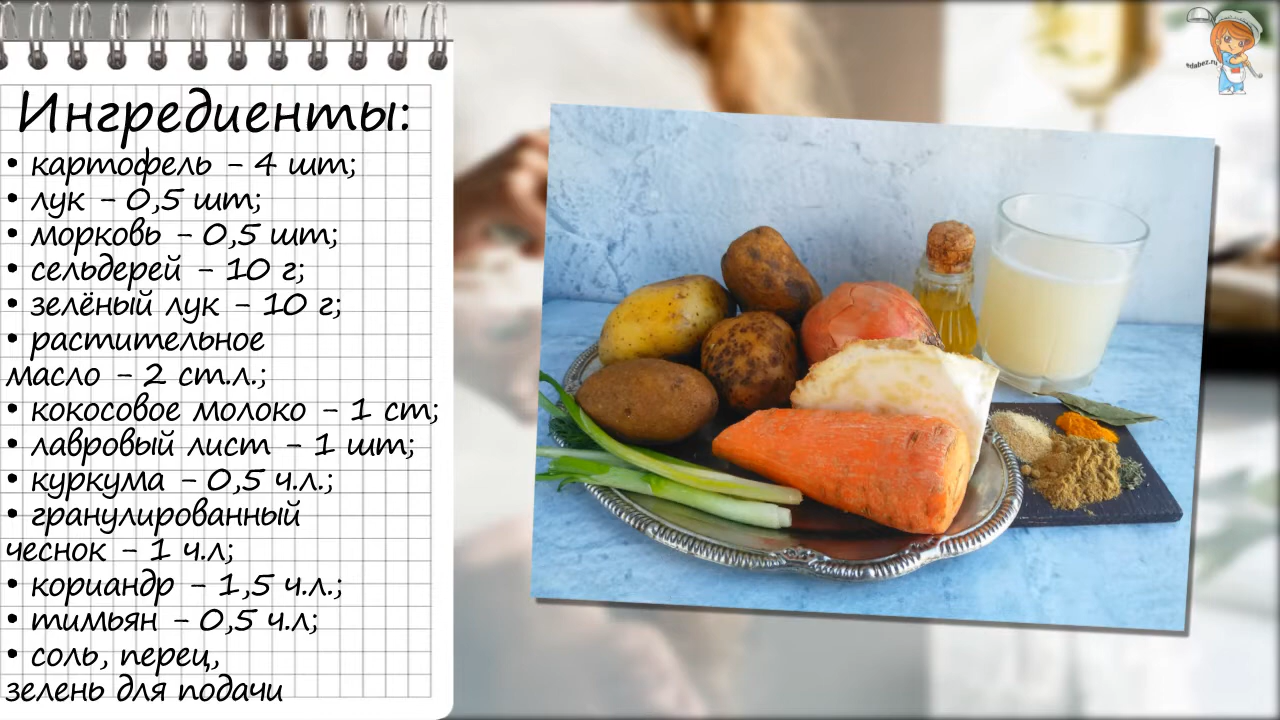 Ингредиенты:
• картофель - 4 шт;
• лук - 0,5 шт;
• морковь - 0,5 шт;
• сельдерей - 10 г;
• зелёный лук - 10 г;
• растительное
масло - 2 ст.л.;
• кокосовое молоко - 1 ст;
• лавровый лист - 1 шт;
• куркума - 0,5 ч.л.;
• гранулированный
чеснок - 1 ч.л;
• кориандр - 1,5 ч.л.;
• тимьян - 0,5 ч.л;
• соль, перец,
зелень для подачи
edabez.ru